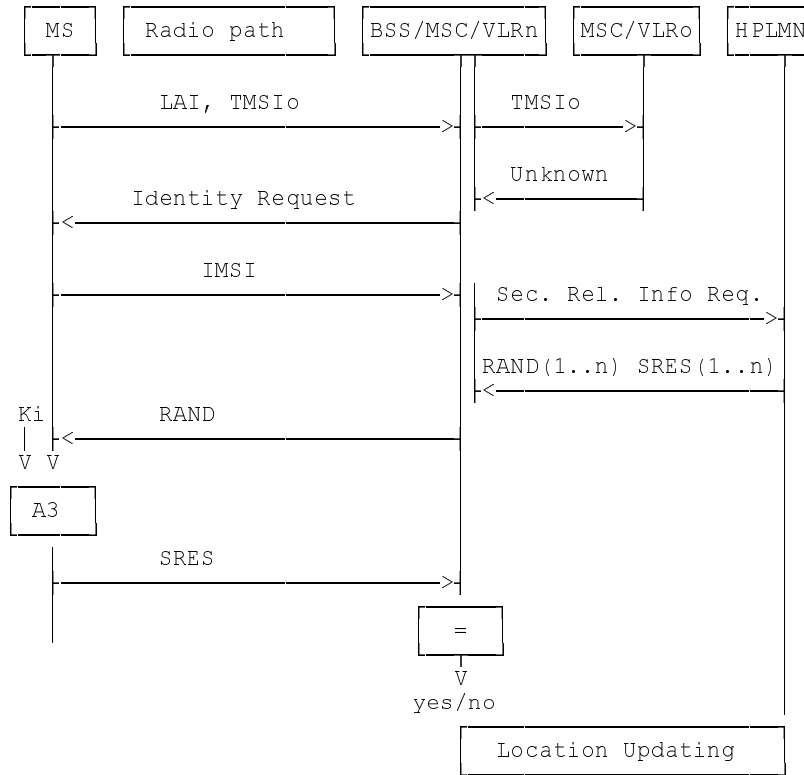 MS Radio path BSS/MSC/VLRn MSC/VLRo HPLMN
LAI, TMSIo TMSIo
Unknown
Identity Request
IMSI
Sec. Rel. Info Req.
RAND(1..n) SRES(1..n)
Ki RAND
V V
A3
SRES
=
V
yes/no
Location Updating